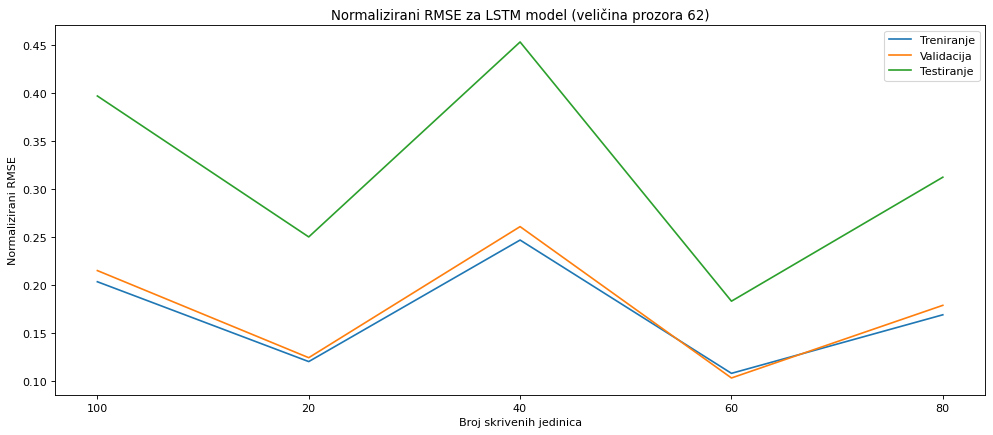 Normalizirani RMSE za LSTM model (veličina prozora 62)
Treniranje
Validacija
Testiranje
Normalizirani RMSE
0.45
0.40
0.35
0.30
0.25
0.20
0.15
0.10
100 20 40 60 80
Broj skrivenih jedinica